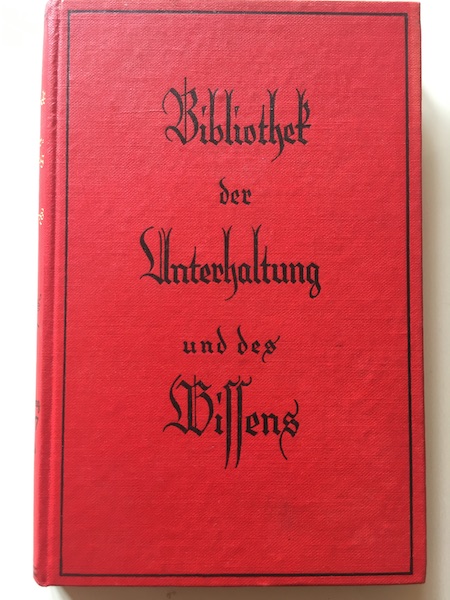 Bibliothek
der
Unterhaltung
und des
Wiſſens